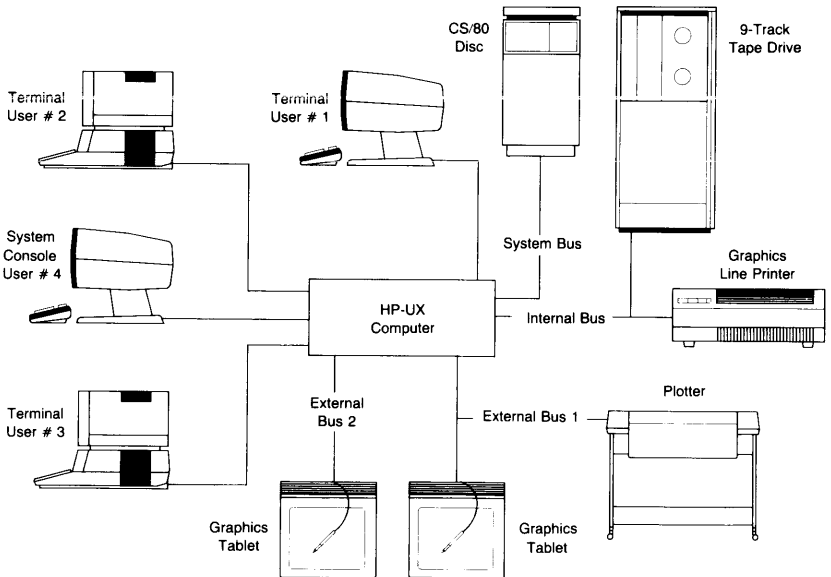 CS/80
Disc
9-Track
Tape Drive
Terminal
User # 2
Terminal
User # 1
System
Console
User # 4
System Bus
Graphics
Line Printer
HP-UX
Computer
Internal Bus
Terminal
User # 3
External
Bus 2
External Bus 1
Plotter
Graphics
Tablet
Graphics
Tablet